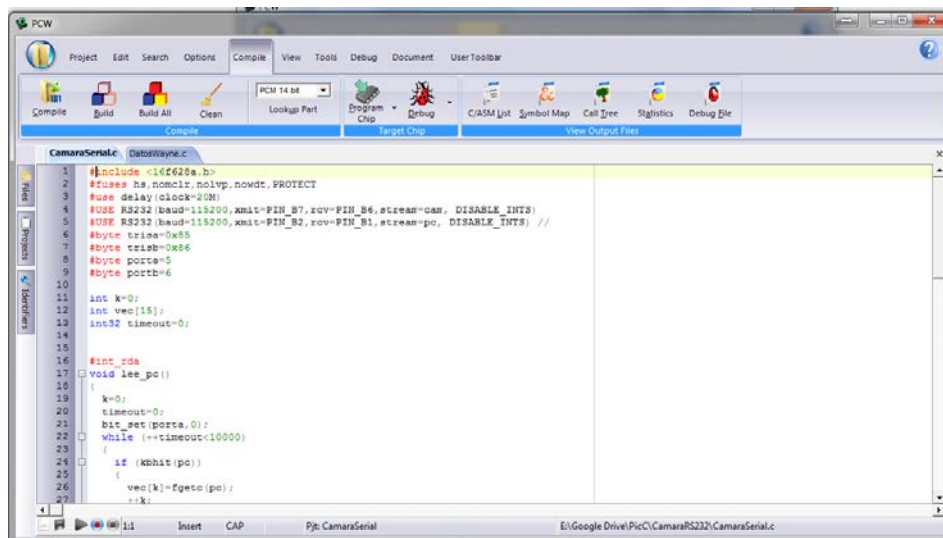 PCW
Project Edit Search Options Compile View Tools Debug Document User Toolbar
Compile Build Build All Clean PCM 14 bit Lookup Part Program Chip Debug C/ASM List Symbol Map Call Tree Statistics Debug File
Compile Target Chip View Output Files
CamaraSerial.c DatosWayne.c
Files
Projects
Identifiers
1 #include <16f628a.h>
2 #fuses hs,nomclr,nolvp,nowdt,PROTECT
3 #use delay(clock=20M)
4 #USE RS232(baud=115200,xmit=PIN_B7,rcv=PIN_B6,stream=cam, DISABLE_INTS)
5 #USE RS232(baud=115200,xmit=PIN_B2,rcv=PIN_B1,stream=pc, DISABLE_INTS) //
6 #byte trisa=0x85
7 #byte trisb=0x86
8 #byte porta=5
9 #byte portb=6
10
11 int k=0;
12 int vec[15];
13 int32 timeout=0;
14
15
16 #int_rda
17 void lee_pc()
18 {
19 k=0;
20 timeout=0;
21 bit_set(porta,0);
22 while (++timeout<10000)
23 {
24 if (kbhit(pc))
25 {
26 vec[k]=fgetc(pc);
27 ++k;
1:1 Insert CAP Pjt: CamaraSerial E:\Google Drive\PicC\CamaraRS232\CamaraSerial.c